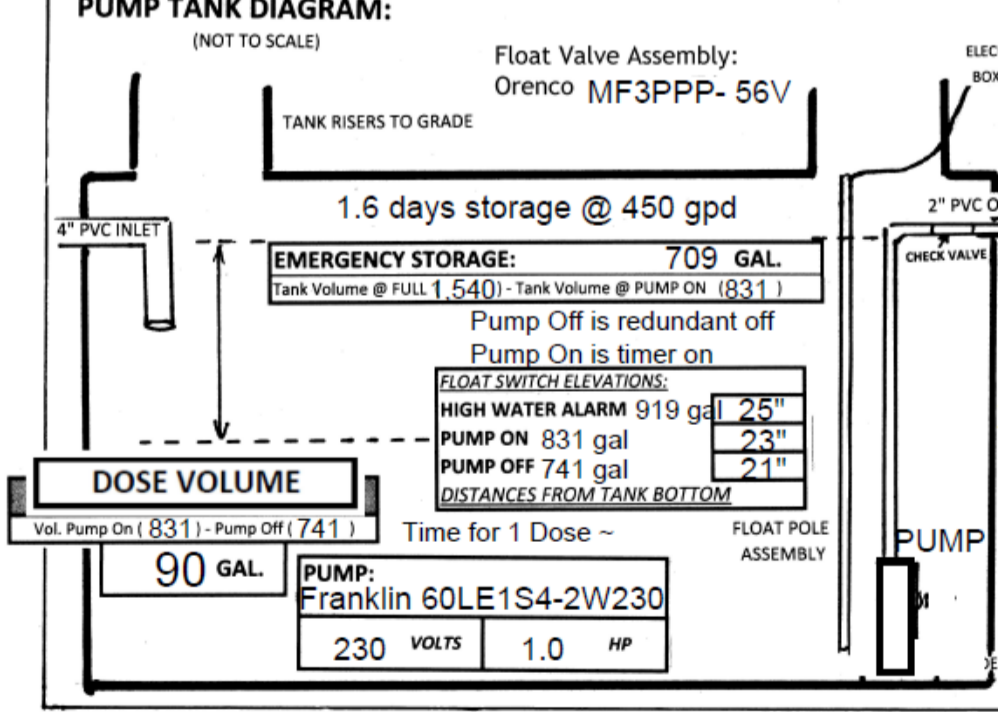 PUMP TANK DIAGRAM:
(NOT TO SCALE)
Float Valve Assembly:
Orenco MF3PPP- 56V
TANK RISERS TO GRADE
1.6 days storage @ 450 gpd
4" PVC INLET
2" PVC
CHECK VALVE
EMERGENCY STORAGE: 709 GAL.
Tank Volume @ FULL 1,540) - Tank Volume @ PUMP ON (831 )
Pump Off is redundant off
Pump On is timer on
FLOAT SWITCH ELEVATIONS:
HIGH WATER ALARM 919 gal 25"
PUMP ON 831 gal 23"
PUMP OFF 741 gal 21"
DISTANCES FROM TANK BOTTOM
DOSE VOLUME
Vol. Pump On ( 831 ) - Pump Off ( 741 )
90 GAL.
Time for 1 Dose ~
FLOAT POLE
ASSEMBLY
PUMP
PUMP:
Franklin 60LE1S4-2W230
230 VOLTS 1.0 HP